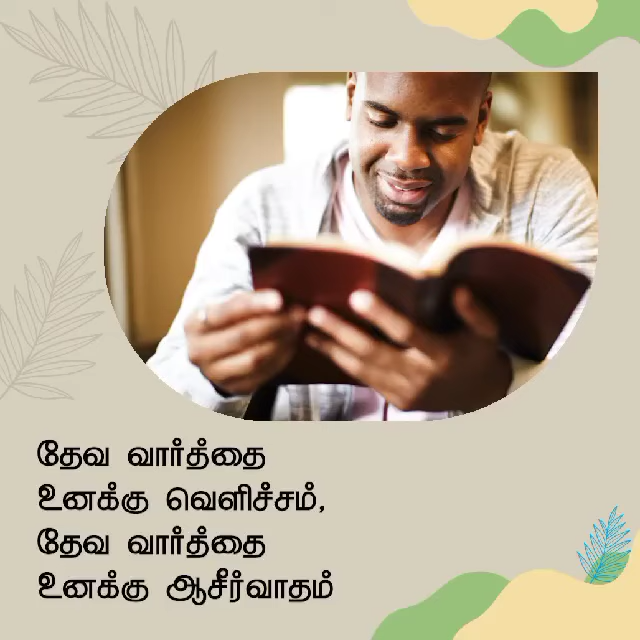 தேவ வார்த்தை
உனக்கு வெளிச்சம்,
தேவ வார்த்தை
உனக்கு ஆசீர்வாதம்